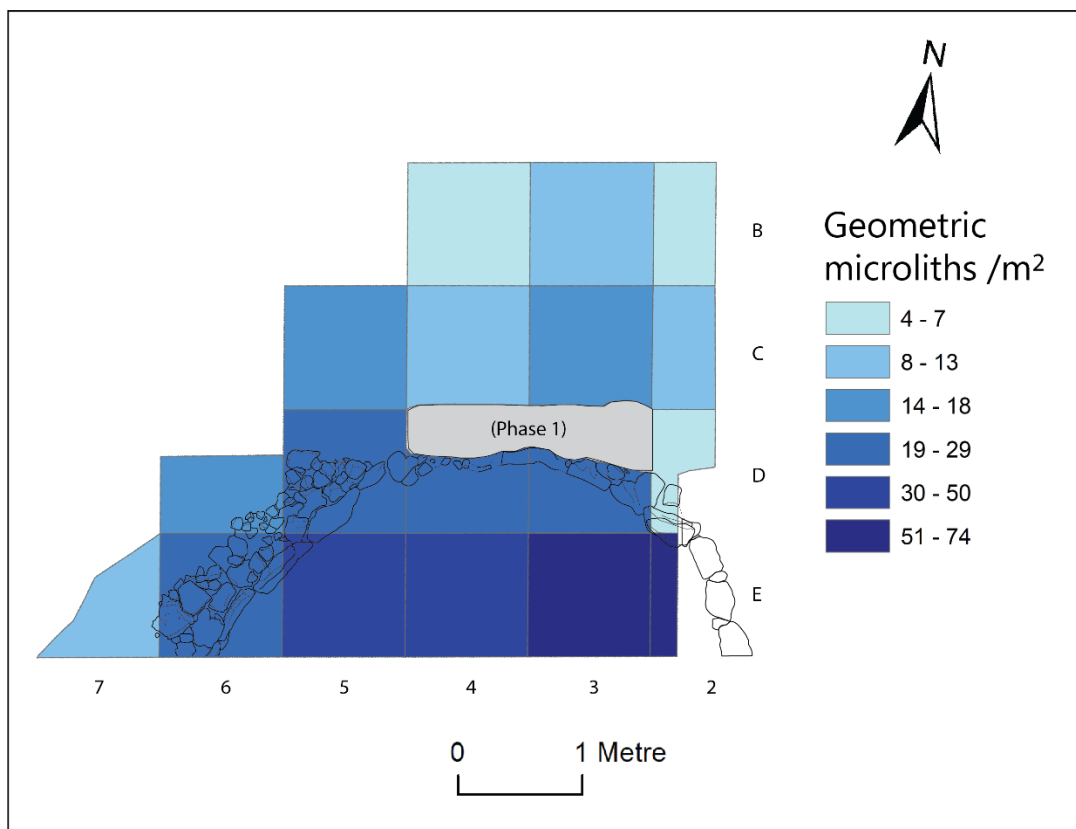 N
Geometric
microliths /m²
4 - 7
8 - 13
14 - 18
19 - 29
30 - 50
51 - 74
B
C
(Phase 1)
D
E
7 6 5 4 3 2
0 1 Metre